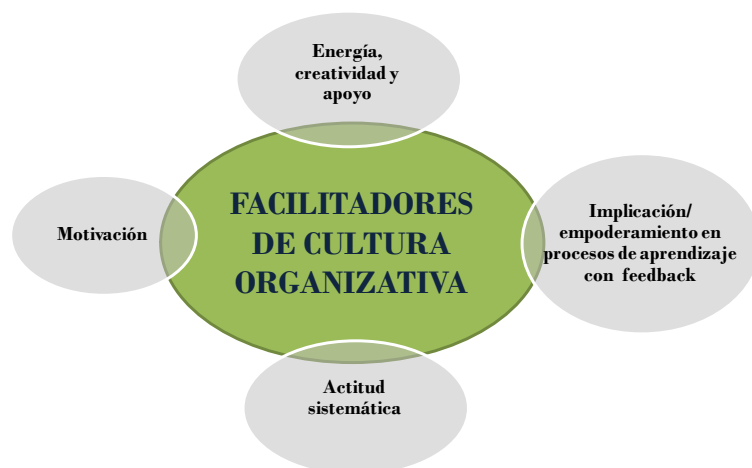 Energía,
creatividad y
apoyo
FACILITADORES
DE CULTURA
ORGANIZATIVA
Motivación
Implicación/
empoderamiento en
procesos de aprendizaje
con feedback
Actitud
sistemática